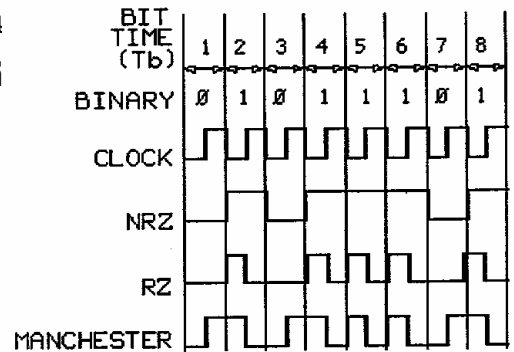 BIT
TIME
(Tb)
1 2 3 4 5 6 7 8
BINARY Ø 1 Ø 1 1 1 Ø 1
CLOCK
NRZ
RZ
MANCHESTER